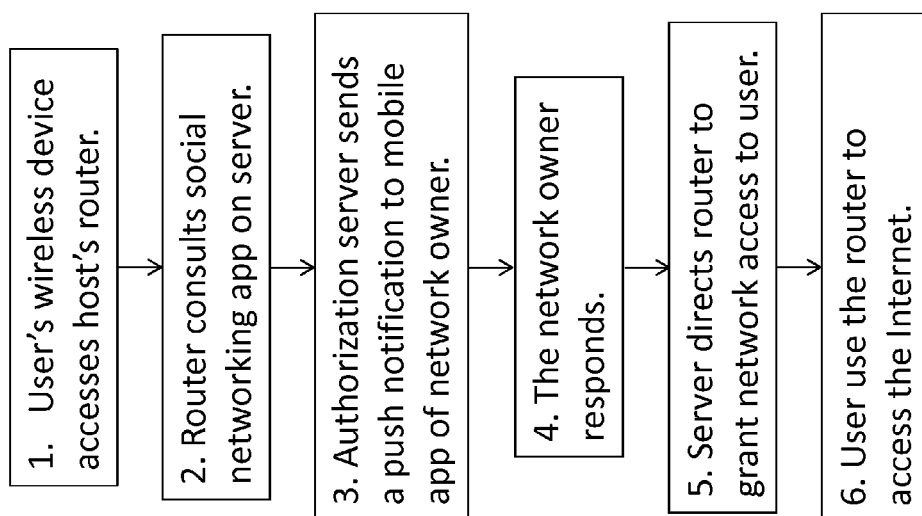 1. User's wireless device
accesses host's router.
2. Router consults social
networking app on server.
3. Authorization server sends
a push notification to mobile
app of network owner.
4. The network owner
responds.
5. Server directs router to
grant network access to user.
6. User use the router to
access the Internet.